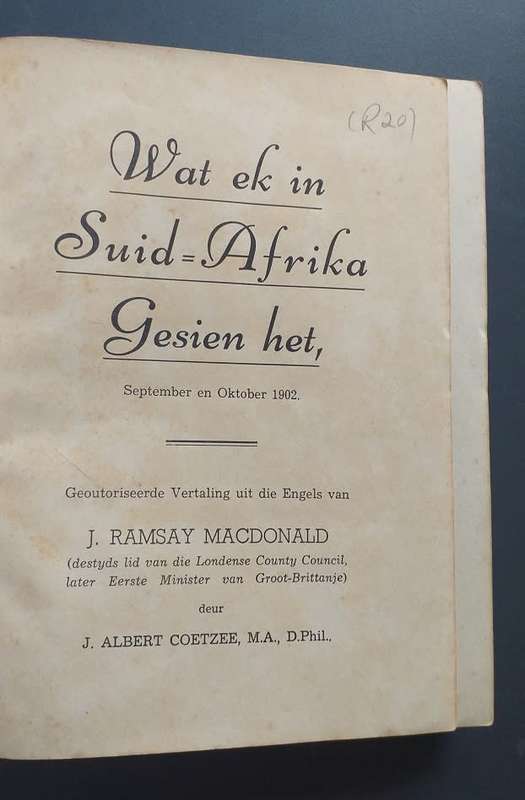 (R20)
Wat ek in
Suid=Afrika
Gesien het,
September en Oktober 1902.
Geoutoriseerde Vertaling uit die Engels van
J. RAMSAY MACDONALD
(destyds lid van die Londense County Council,
later Eerste Minister van Groot-Brittanje)
deur
J. ALBERT COETZEE, M.A., D.Phil..